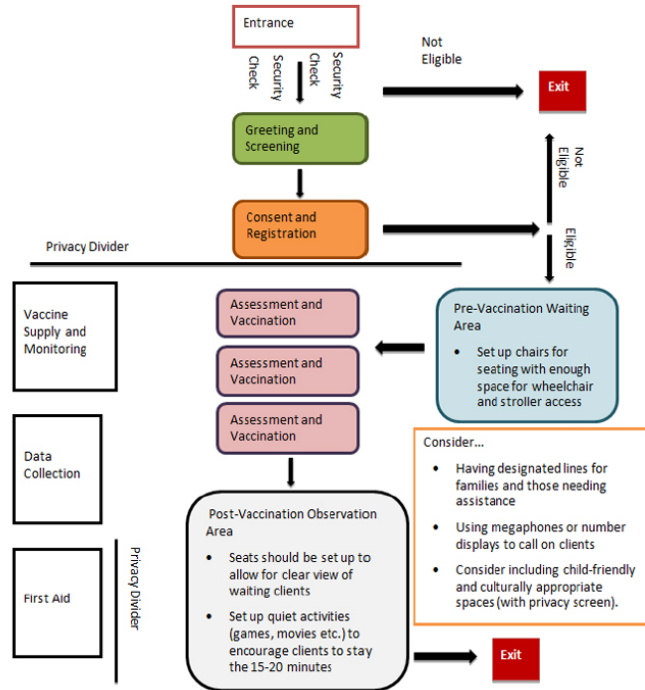 Entrance
Not
Eligible
Exit
Security
Check
Security
Check
Greeting and
Screening
Not
Eligible
Consent and
Registration
Eligible
Privacy Divider
Vaccine
Supply and
Monitoring
Assessment and
Vaccination
Pre-Vaccination Waiting
Area
• Set up chairs for
seating with enough
space for wheelchair
and stroller access
Assessment and
Vaccination
Assessment and
Vaccination
Data
Collection
Consider...
• Having designated lines for
families and those needing
assistance
• Using megaphones or number
displays to call on clients
• Consider including child-friendly
and culturally appropriate
spaces (with privacy screen).
Post-Vaccination Observation
Area
• Seats should be set up to
allow for clear view of
waiting clients
• Set up quiet activities
(games, movies etc.) to
encourage clients to stay
the 15-20 minutes
Privacy Divider
First Aid
Exit